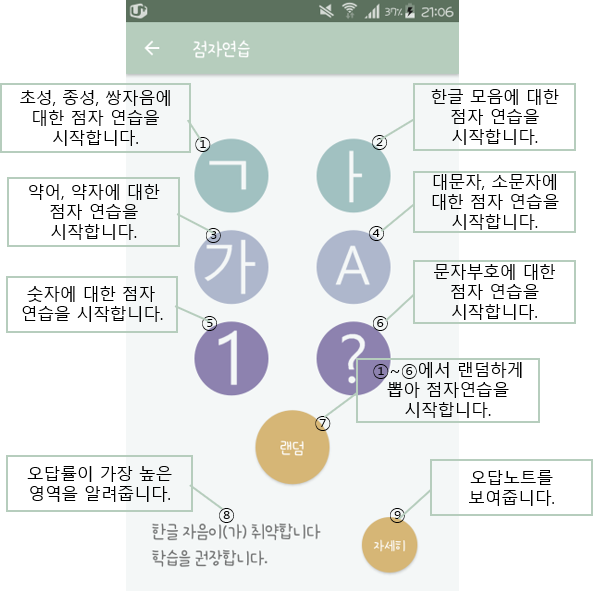 37% 21:06
점자연습
초성, 종성, 쌍자음에
대한 점자 연습을
시작합니다.
①
ㄱ
한글 모음에 대한
점자 연습을
시작합니다.
②
ㅏ
약어, 약자에 대한
점자 연습을
시작합니다.
③
가
대문자, 소문자에
대한 점자 연습을
시작합니다.
④
A
숫자에 대한 점자
연습을 시작합니다.
⑤
1
문자부호에 대한
점자 연습을
시작합니다.
⑥
?
①~⑥에서 랜덤하게
뽑아 점자연습을
시작합니다.
⑦
랜덤
오답률이 가장 높은
영역을 알려줍니다.
⑧
한글 자음이(가) 취약합니다
학습을 권장합니다.
오답노트를
보여줍니다.
⑨
자세히